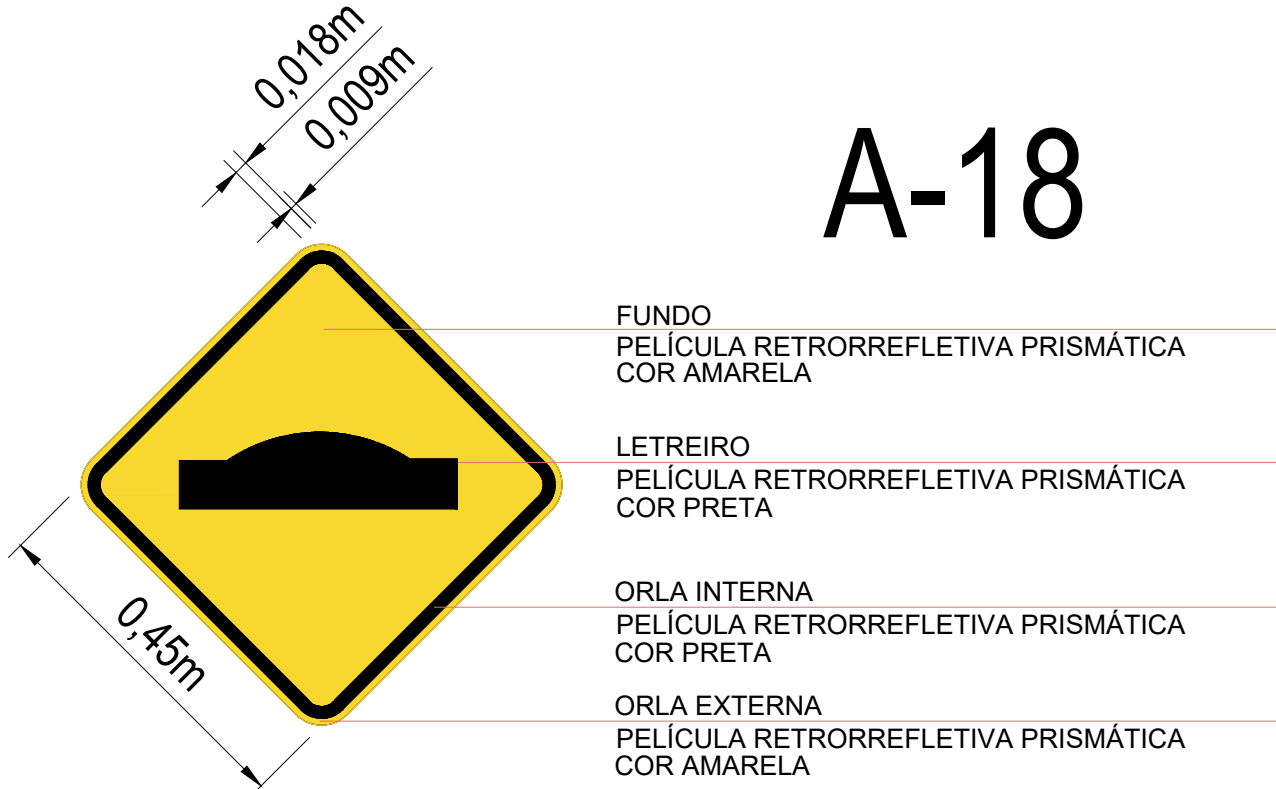 0,018m
0,009m
A-18
FUNDO
PELÍCULA RETRORREFLETIVA PRISMÁTICA
COR AMARELA
LETREIRO
PELÍCULA RETRORREFLETIVA PRISMÁTICA
COR PRETA
ORLA INTERNA
PELÍCULA RETRORREFLETIVA PRISMÁTICA
COR PRETA
0,45m
ORLA EXTERNA
PELÍCULA RETRORREFLETIVA PRISMÁTICA
COR AMARELA